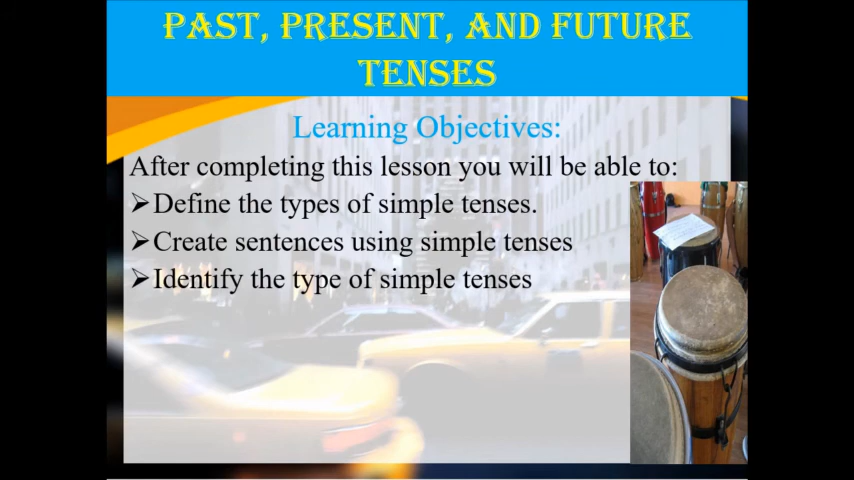 PAST, PRESENT, AND FUTURE
TENSES
Learning Objectives:
After completing this lesson you will be able to:
➢Define the types of simple tenses.
➢Create sentences using simple tenses
➢Identify the type of simple tenses